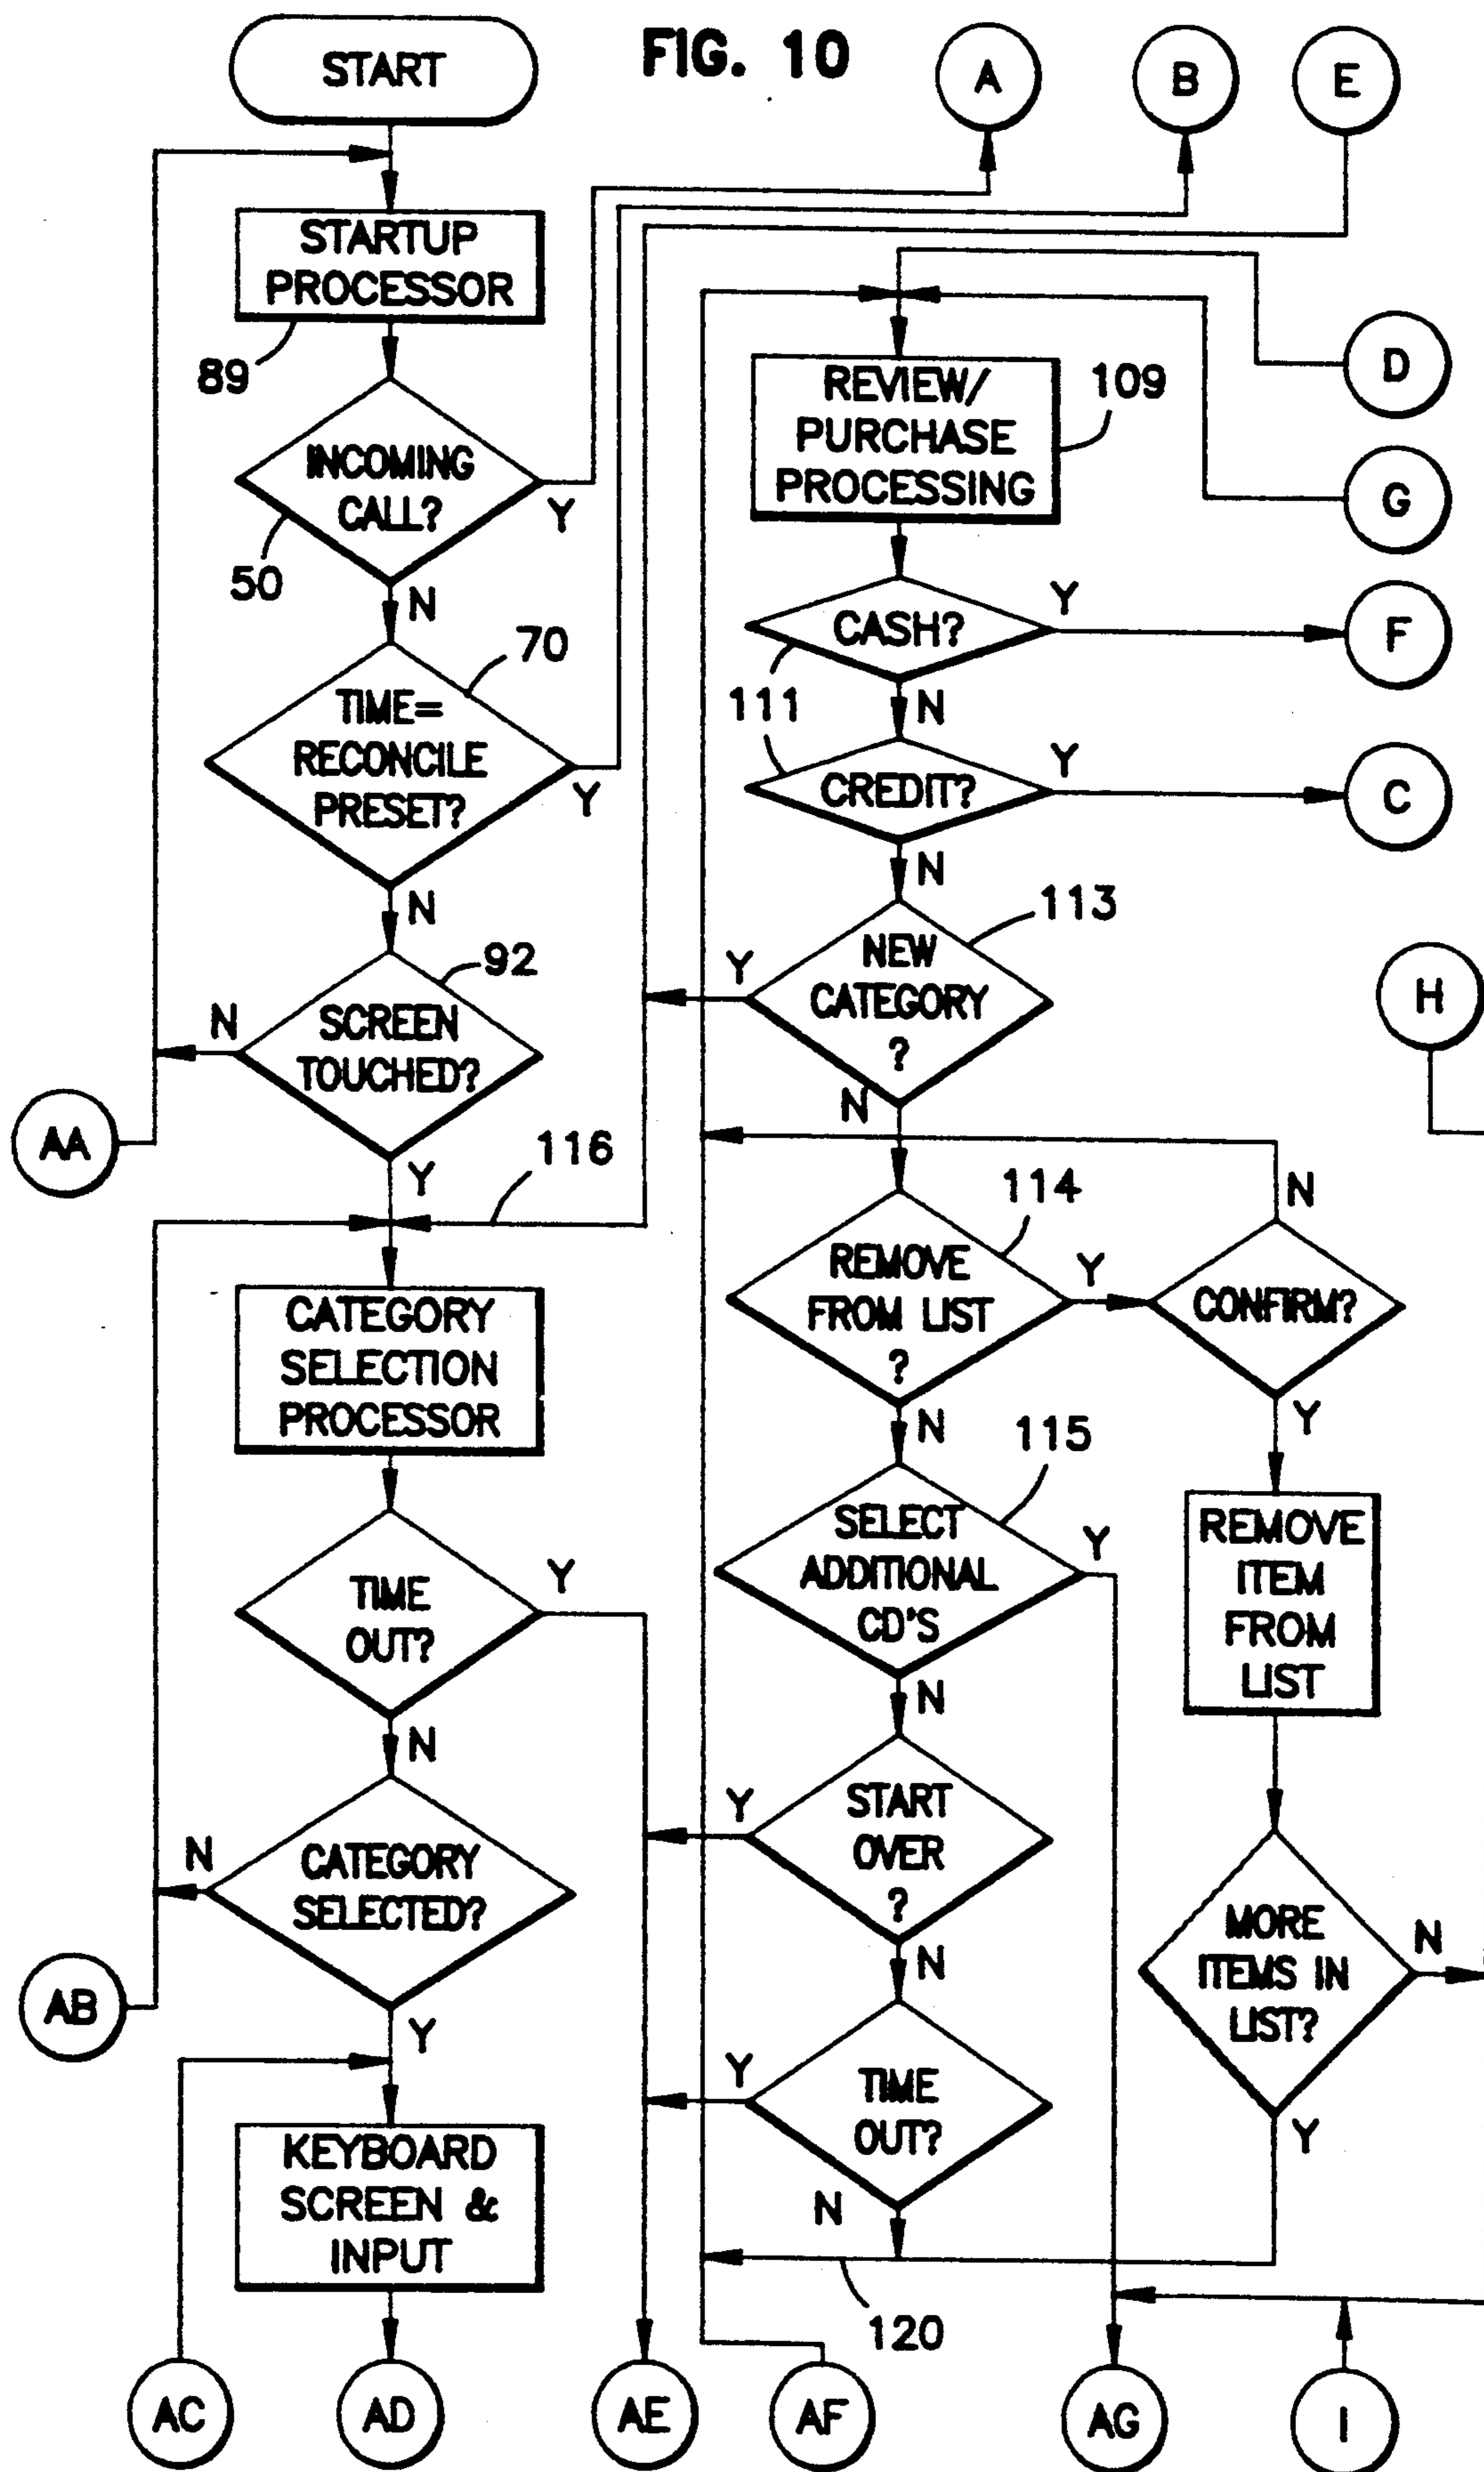 FIG. 10
START
A
B
E
STARTUP
PROCESSOR
89
INCOMING
CALL?
Y
50
N
70
TIME=
RECONCILE
PRESET?
Y
N
92
SCREEN
TOUCHED?
N
AA
Y
116
CATEGORY
SELECTION
PROCESSOR
TIME
OUT?
Y
N
CATEGORY
SELECTED?
N
AB
Y
KEYBOARD
SCREEN &
INPUT
AC
AD
AE
REVIEW/
PURCHASE
PROCESSING
109
D
G
CASH?
Y
F
111
N
CREDIT?
Y
C
N
113
NEW
CATEGORY
?
Y
N
H
114
REMOVE
FROM LIST
?
Y
CONFIRM?
N
Y
N
115
SELECT
ADDITIONAL
CD'S
Y
REMOVE
ITEM
FROM
LIST
N
START
OVER
?
Y
N
MORE
ITEMS IN
LIST?
N
Y
TIME
OUT?
Y
N
120
AF
AG
I